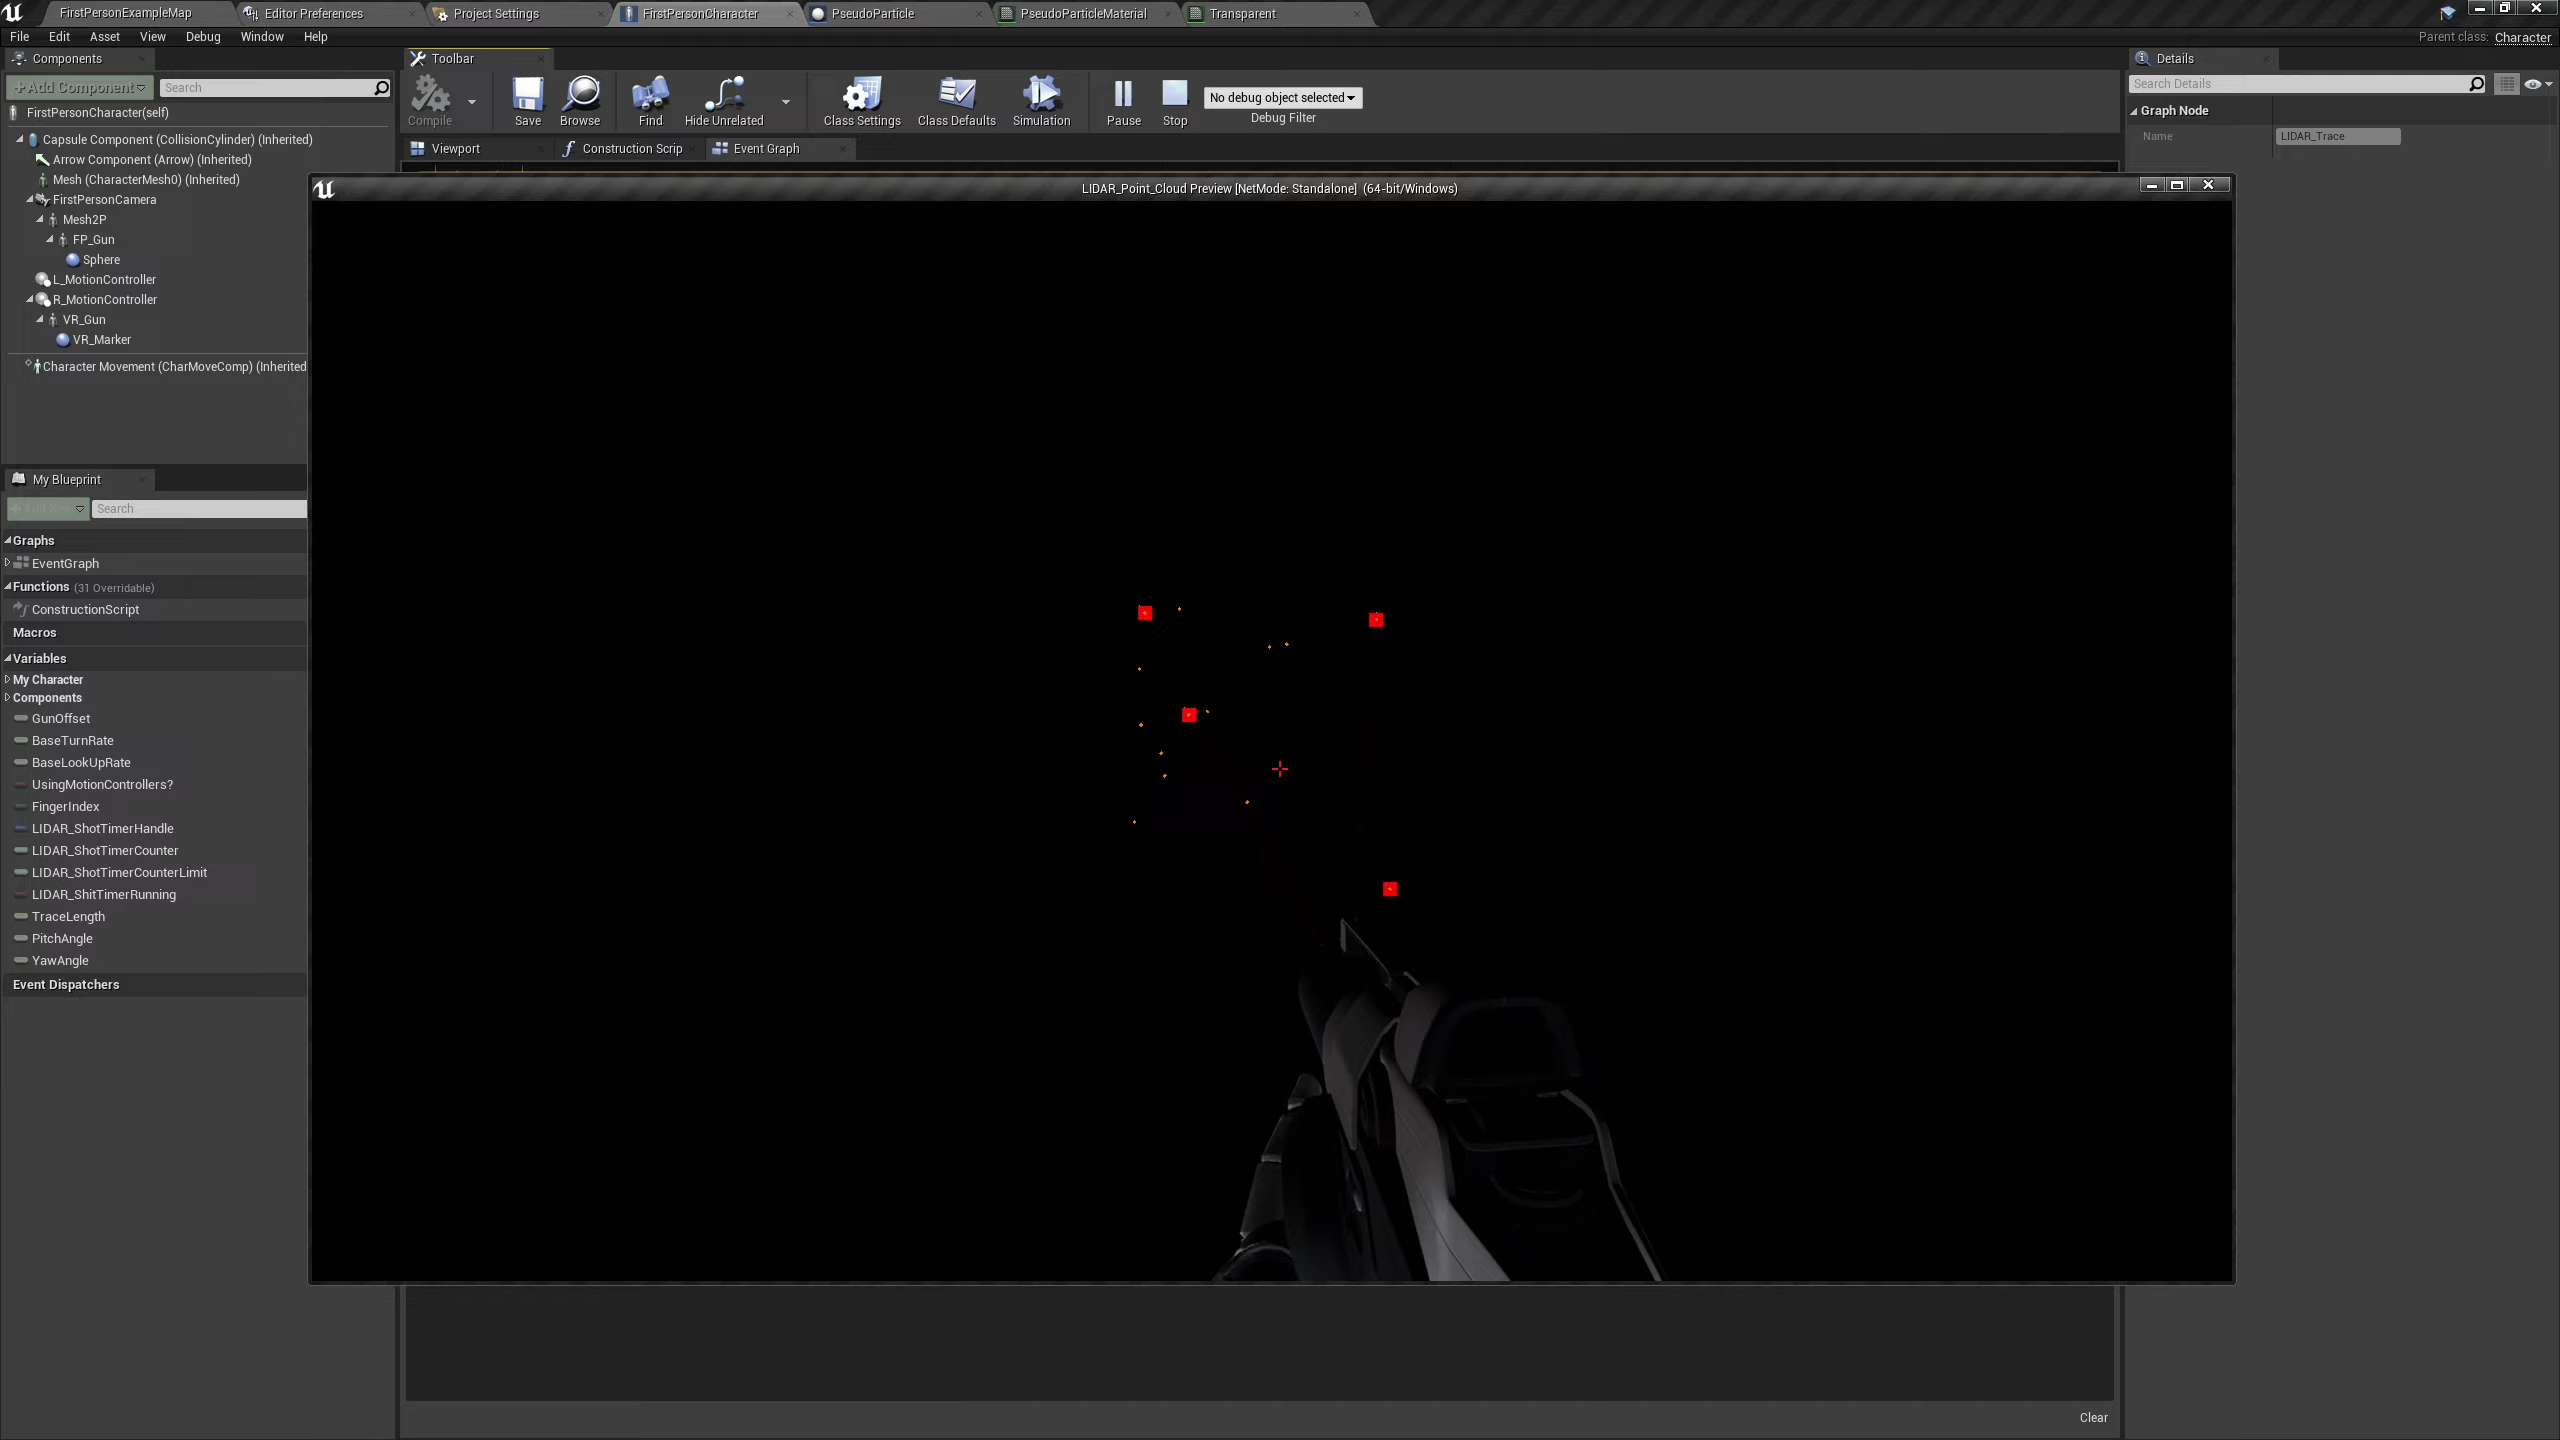 FirstPersonExampleMap
Editor Preferences
Project Settings
FirstPersonCharacter
PseudoParticle
PseudoParticleMaterial
Transparent
File Edit Asset View Debug Window Help
Parent class: Character
Components
Toolbar
Details
+Add Component
Search
Search Details
FirstPersonCharacter(self)
Compile
Save
Browse
Find
Hide Unrelated
Class Settings
Class Defaults
Simulation
Pause
Stop
No debug object selected
Debug Filter
Graph Node
Name LIDAR_Trace
Capsule Component (CollisionCylinder) (Inherited)
Arrow Component (Arrow) (Inherited)
Mesh (CharacterMesh0) (Inherited)
FirstPersonCamera
Mesh2P
FP_Gun
Sphere
L_MotionController
R_MotionController
VR_Gun
VR_Marker
Character Movement (CharMoveComp) (Inherited
Viewport
Construction Scrip
Event Graph
LIDAR_Point_Cloud Preview [NetMode: Standalone] (64-bit/Windows)
My Blueprint
Search
Graphs
EventGraph
Functions (31 Overridable)
ConstructionScript
Macros
Variables
My Character
Components
GunOffset
BaseTurnRate
BaseLookUpRate
UsingMotionControllers?
FingerIndex
LIDAR_ShotTimerHandle
LIDAR_ShotTimerCounter
LIDAR_ShotTimerCounterLimit
LIDAR_ShitTimerRunning
TraceLength
PitchAngle
YawAngle
Event Dispatchers
Clear